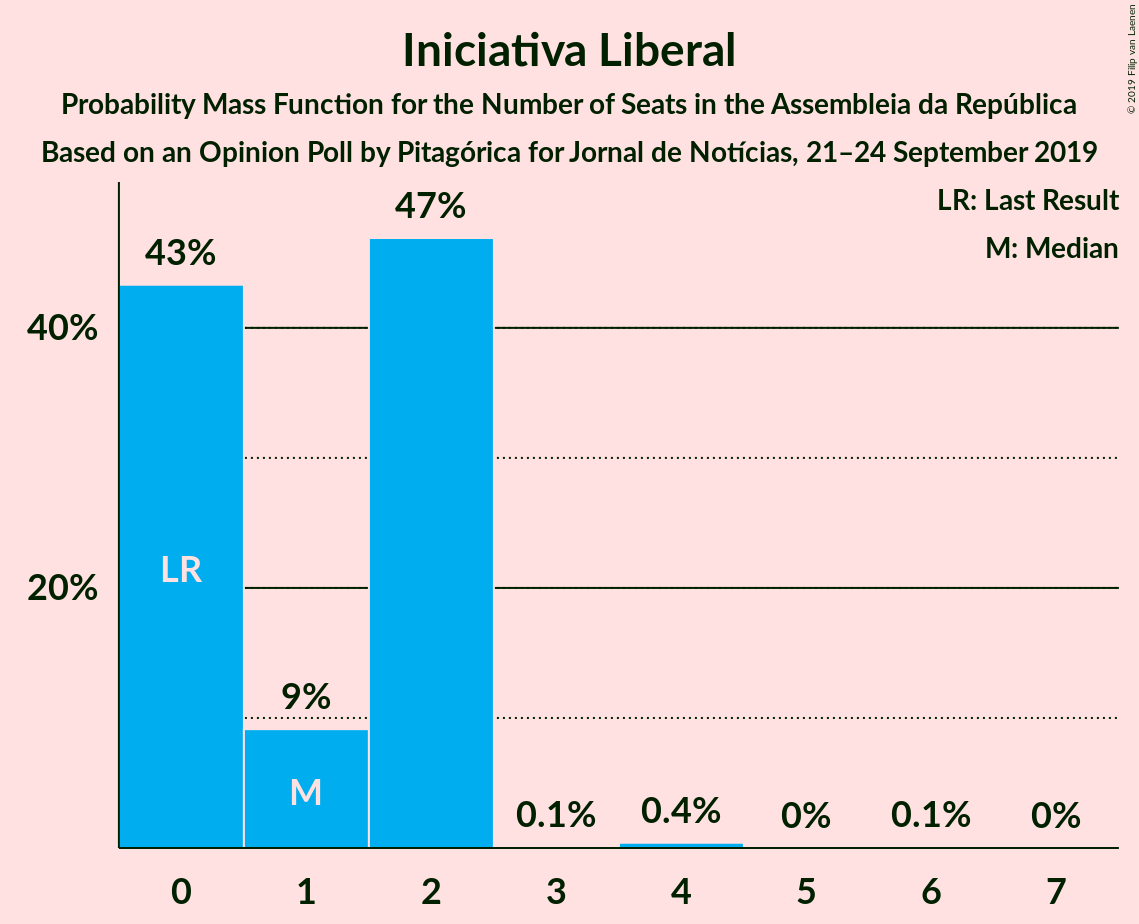 Iniciativa Liberal
Probability Mass Function for the Number of Seats in the Assembleia da República
Based on an Opinion Poll by Pitagórica for Jornal de Notícias, 21–24 September 2019
© 2019 Filip van Laenen
LR: Last Result
M: Median
47%
43%
40%
LR
20%
9%
M
0.1%
0.4%
0%
0.1%
0%
0 1 2 3 4 5 6 7